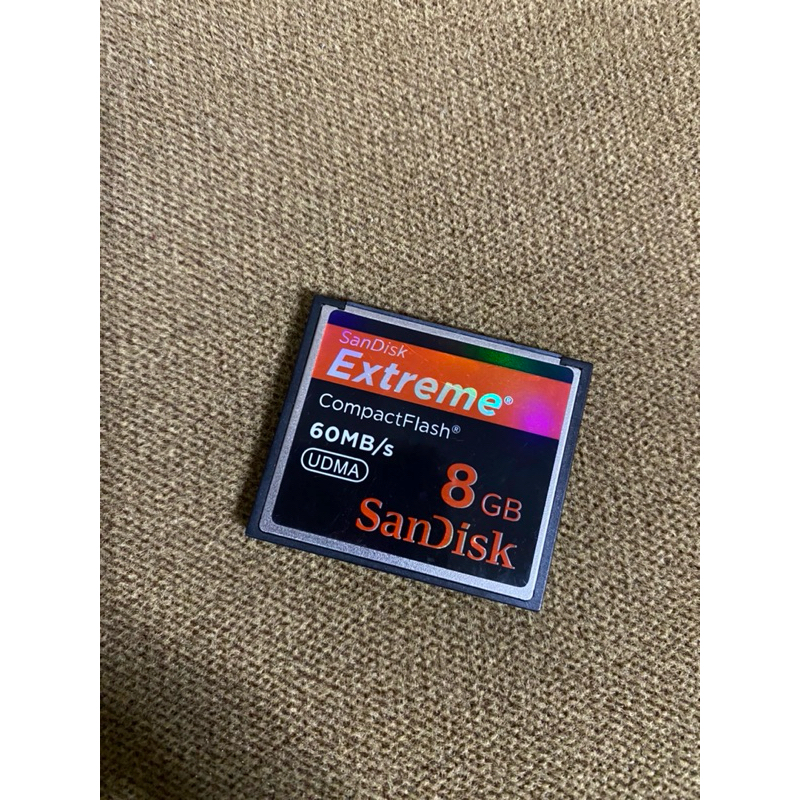 SanDisk
Extreme®
CompactFlash®
60MB/s
UDMA
8 GB
SanDisk